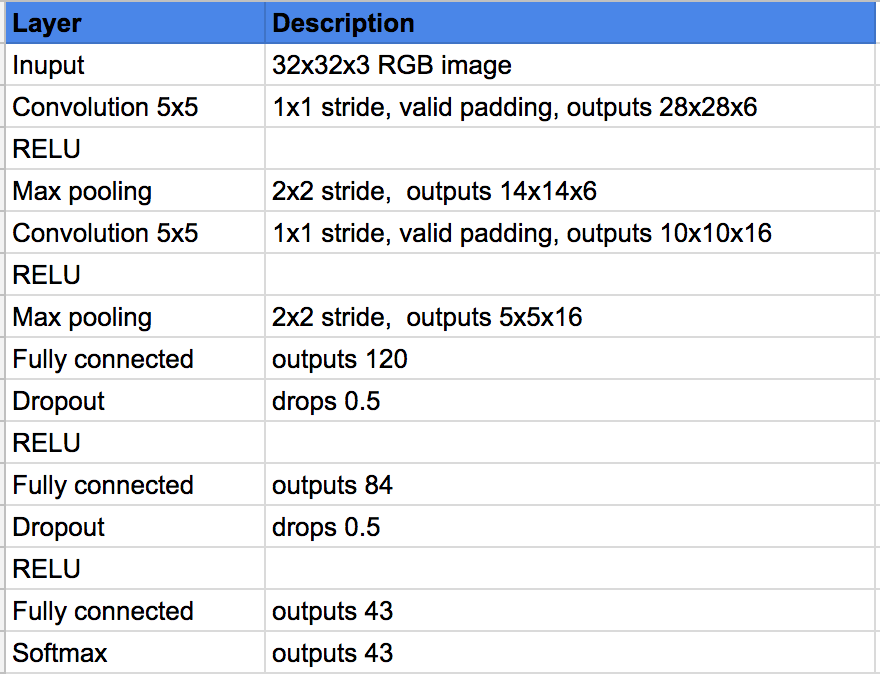 Layer Description
Inuput 32x32x3 RGB image
Convolution 5x5 1x1 stride, valid padding, outputs 28x28x6
RELU
Max pooling 2x2 stride,  outputs 14x14x6
Convolution 5x5 1x1 stride, valid padding, outputs 10x10x16
RELU
Max pooling 2x2 stride,  outputs 5x5x16
Fully connected outputs 120
Dropout drops 0.5
RELU
Fully connected outputs 84
Dropout drops 0.5
RELU
Fully connected outputs 43
Softmax outputs 43